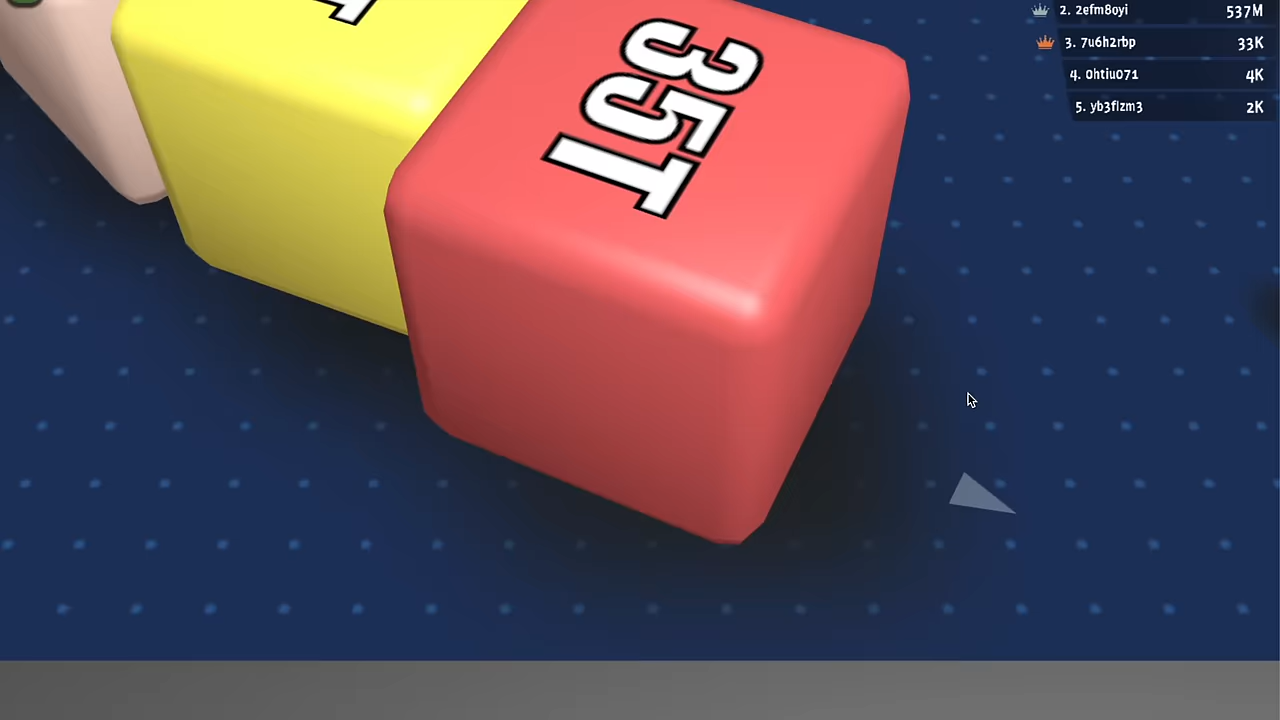 2. 2efm8oyi 537M
3. 7u6h2rbp 33K
4. 0htiu071 4K
5. yb3flzm3 2K
35T